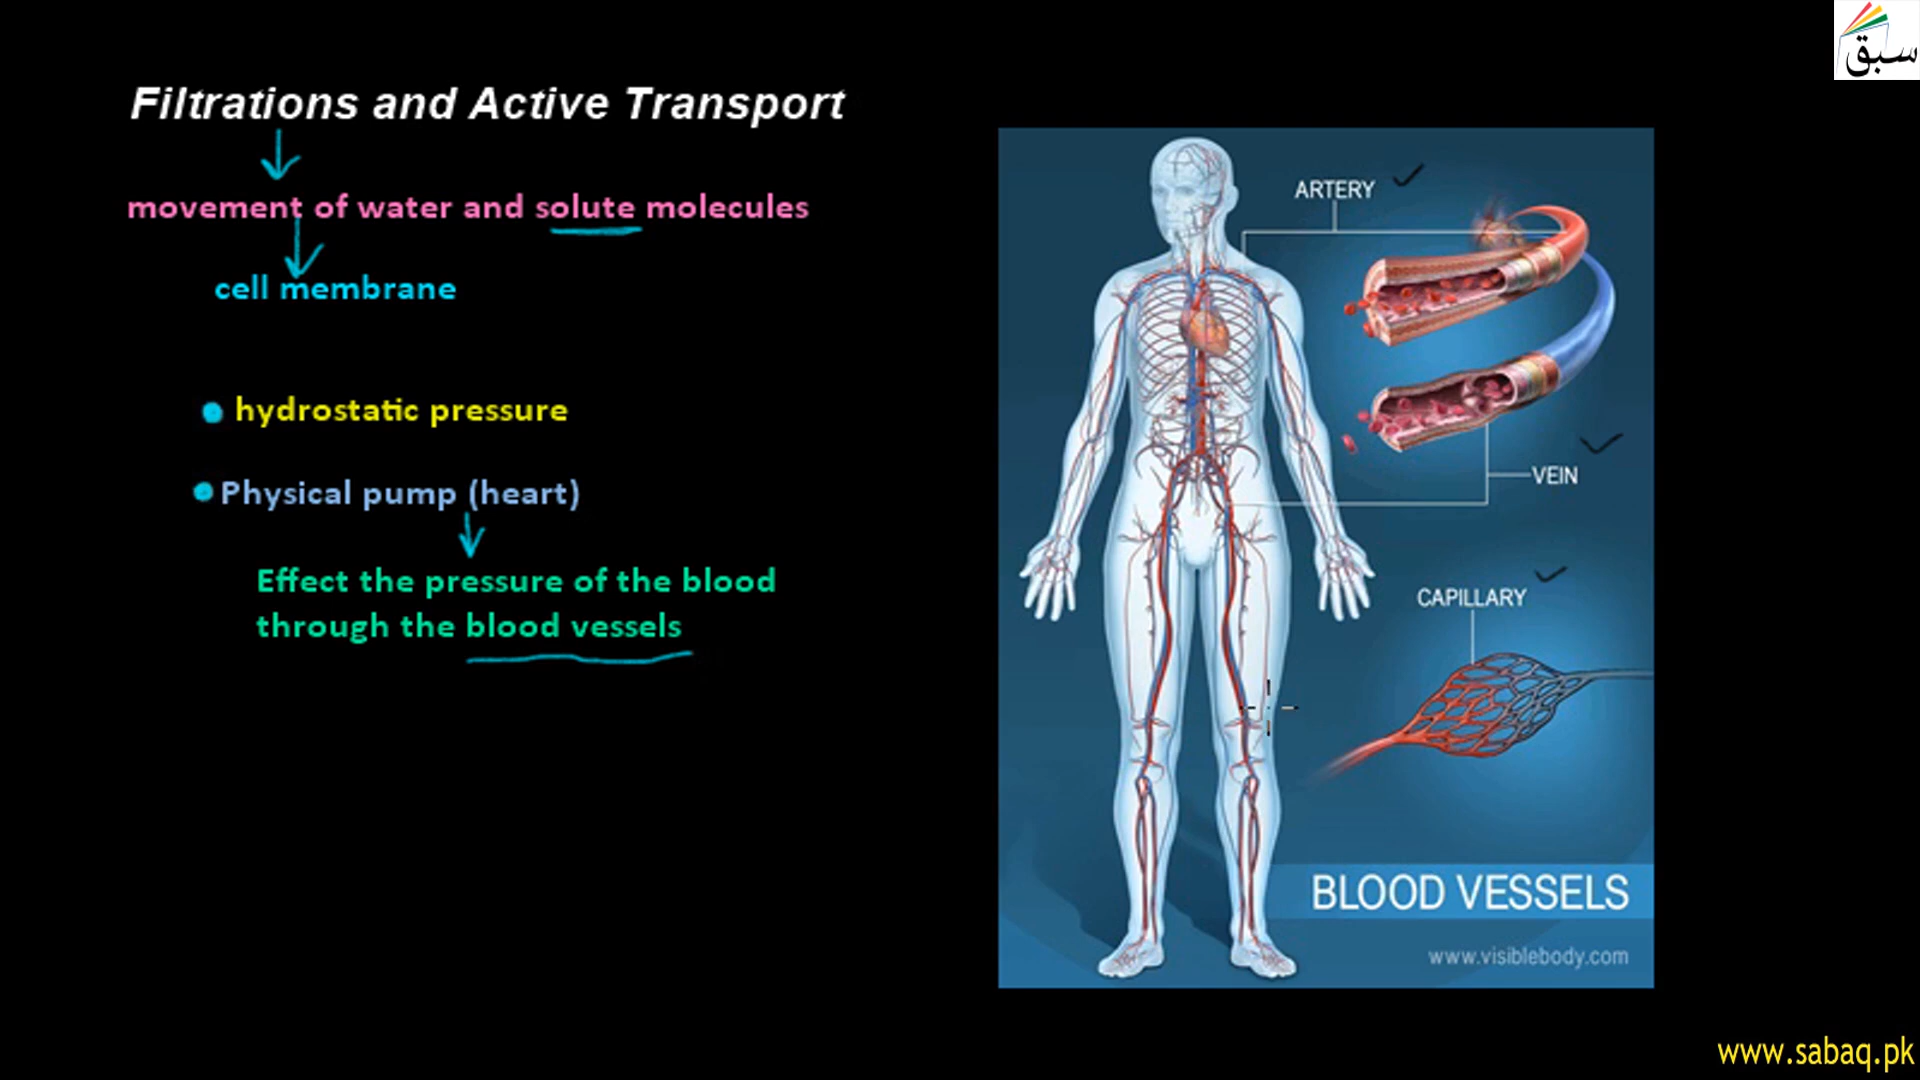 سبق
Filtrations and Active Transport
movement of water and solute molecules
cell membrane
hydrostatic pressure
Physical pump (heart)
Effect the pressure of the blood
through the blood vessels
ARTERY
VEIN
CAPILLARY
BLOOD VESSELS
www.visiblebody.com
www.sabaq.pk